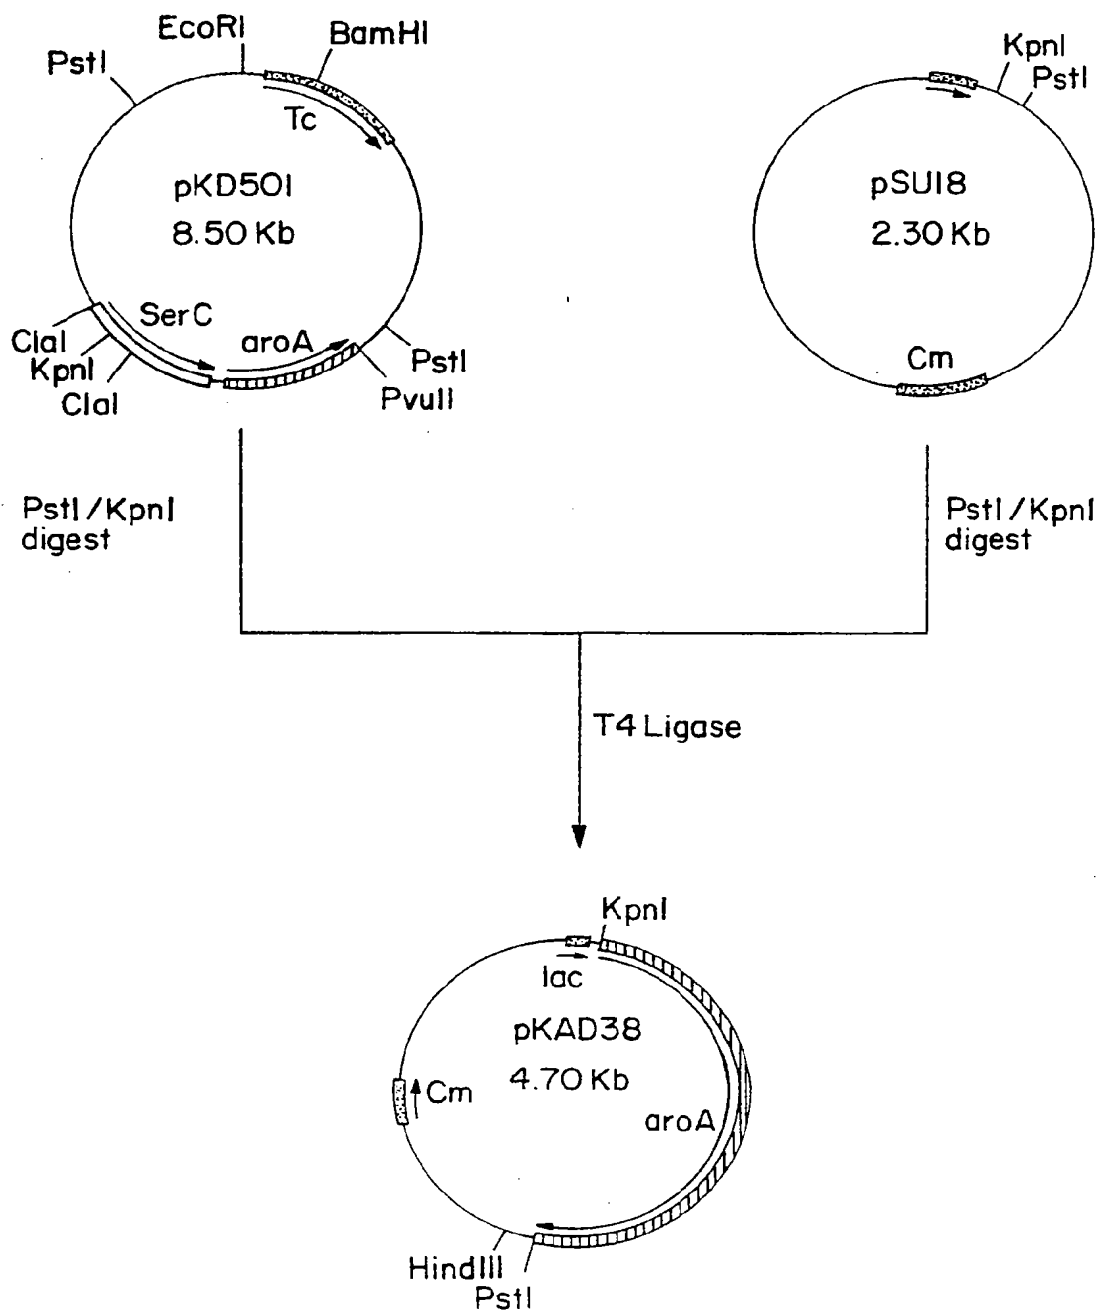 EcoRI
BamHI
PstI
Tc
pKD501
8.50 Kb
SerC
aroA
ClaI
KpnI
ClaI
PstI
PvuII
KpnI
PstI
pSU18
2.30 Kb
Cm
PstI/KpnI
digest
PstI/KpnI
digest
T4 Ligase
KpnI
lac
pKAD38
4.70 Kb
Cm
aroA
HindIII
PstI